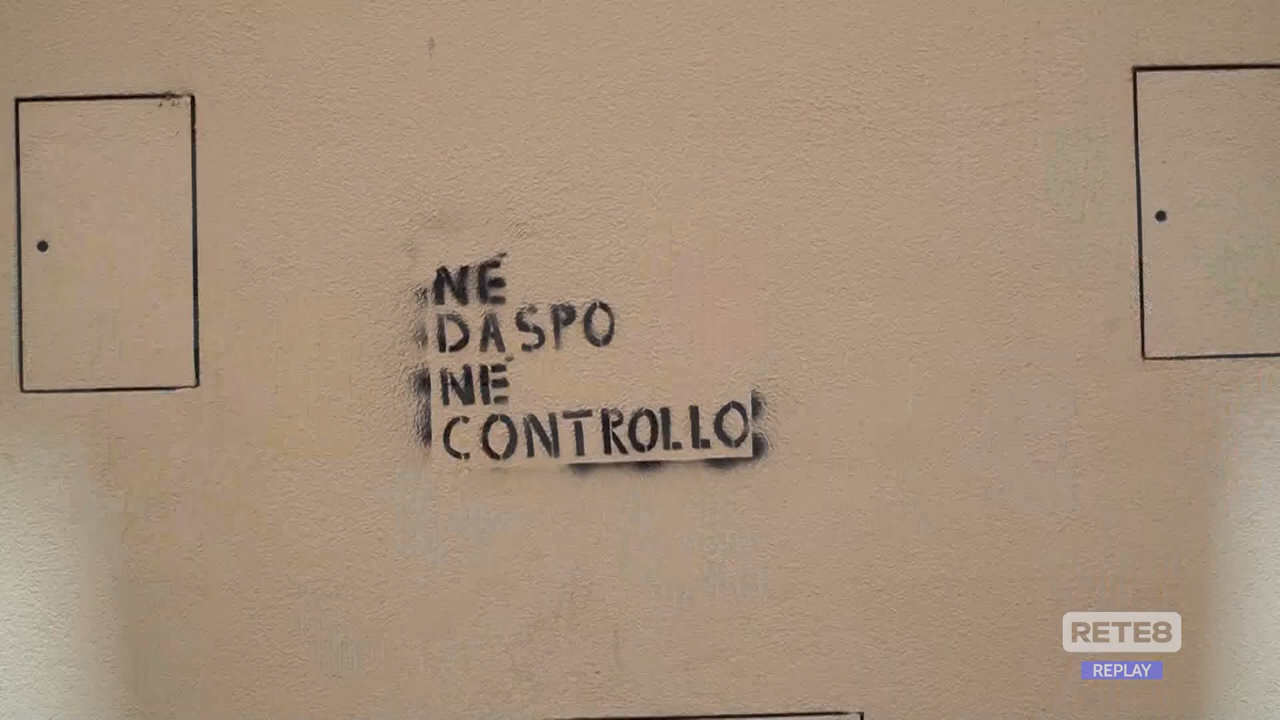 NÉ
DASPO
NÉ
CONTROLLO
RETE8
REPLAY